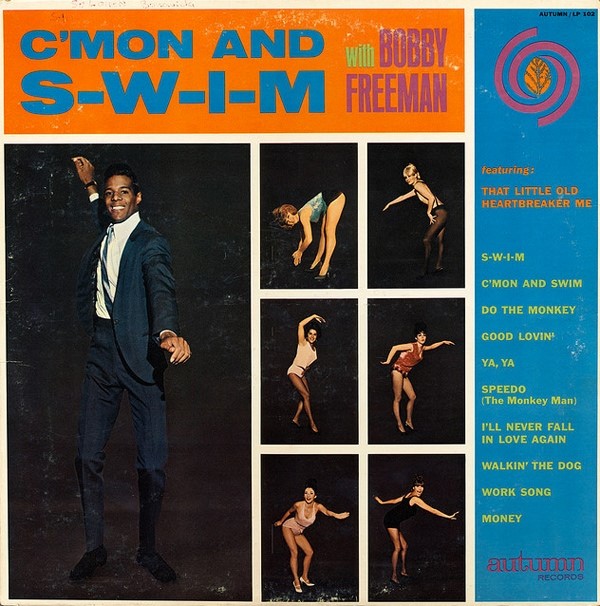 C'MON AND
S-W-I-M
with BOBBY
FREEMAN
AUTUMN/LP 102
featuring:
THAT LITTLE OLD
HEARTBREAKER ME
S-W-I-M
C'MON AND SWIM
DO THE MONKEY
GOOD LOVIN'
YA, YA
SPEEDO
(The Monkey Man)
I'LL NEVER FALL
IN LOVE AGAIN
WALKIN' THE DOG
WORK SONG
MONEY
autumn
RECORDS